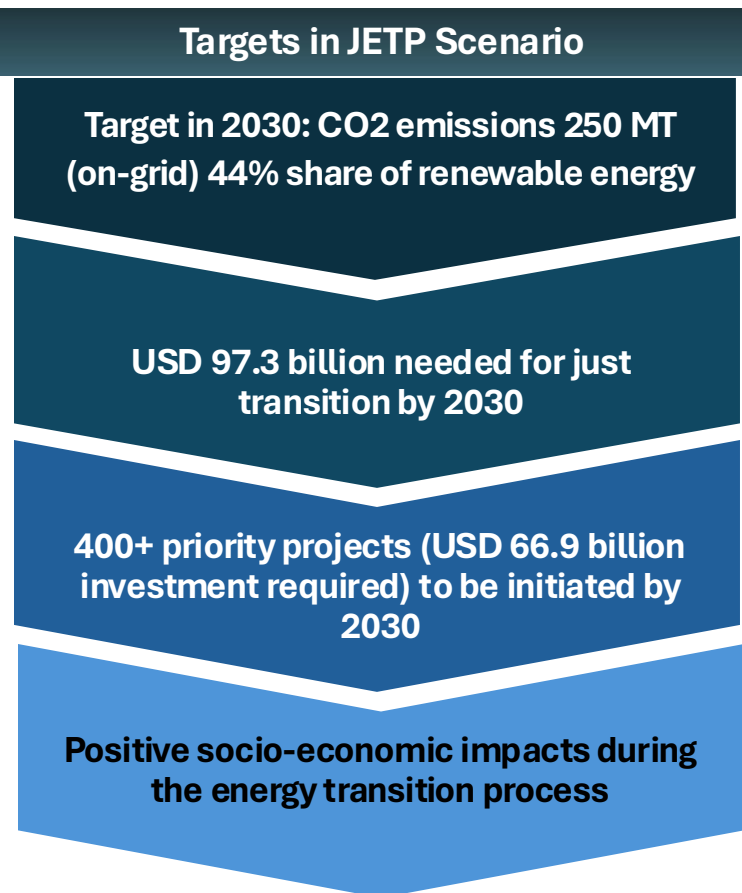 Targets in JETP Scenario
Target in 2030: CO2 emissions 250 MT
(on-grid) 44% share of renewable energy
USD 97.3 billion needed for just
transition by 2030
400+ priority projects (USD 66.9 billion
investment required) to be initiated by
2030
Positive socio-economic impacts during
the energy transition process